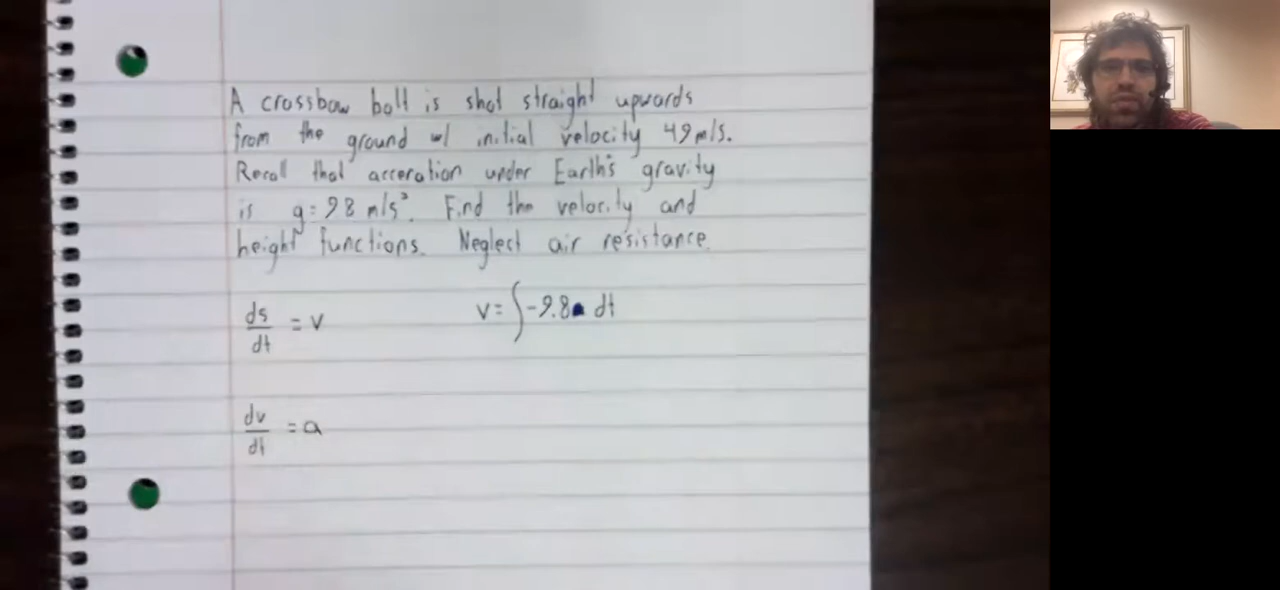 A crossbow bolt is shot straight upwards
from the ground w/ initial velocity 49 m/s.
Recall that acceration under Earth's gravity
is g = 9.8 m/s². Find the velocity and
height functions. Neglect air resistance.
ds/dt = v
v = ∫ -9.8 dt
dv/dt = a